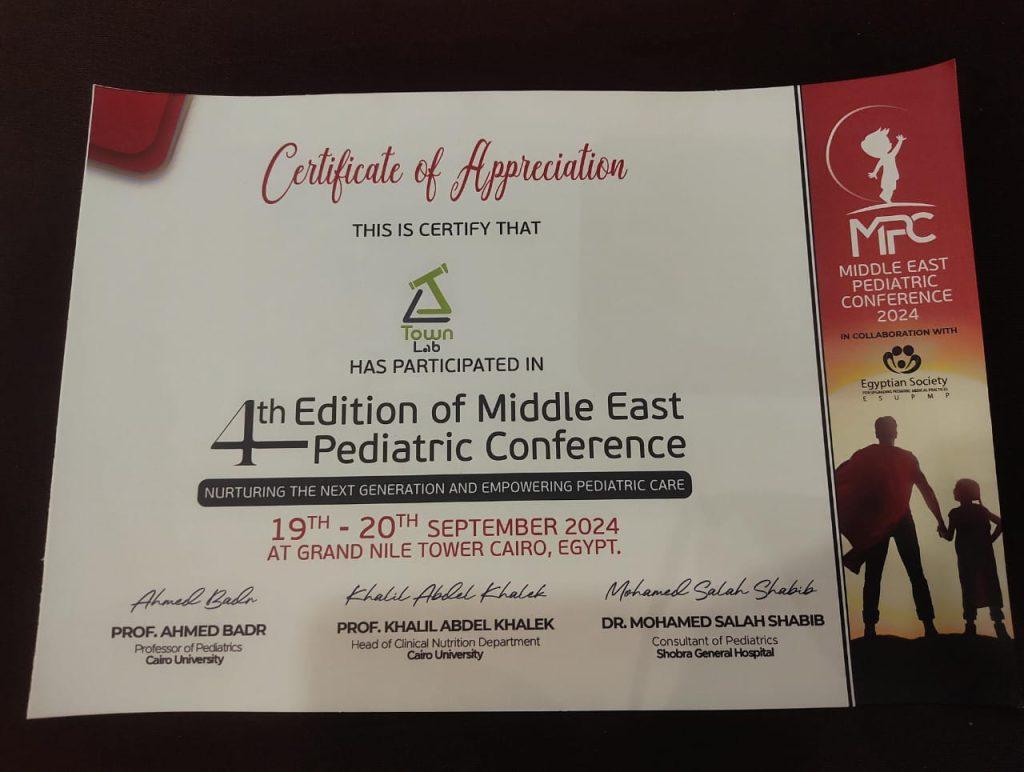 Certificate of Appreciation
THIS IS CERTIFY THAT
Town
Lab
HAS PARTICIPATED IN
4th Edition of Middle East
Pediatric Conference
NURTURING THE NEXT GENERATION AND EMPOWERING PEDIATRIC CARE
19TH - 20TH SEPTEMBER 2024
AT GRAND NILE TOWER CAIRO, EGYPT.
Ahmed Badr
PROF. AHMED BADR
Professor of Pediatrics
Cairo University
Khalil Abdel Khalek
PROF. KHALIL ABDEL KHALEK
Head of Clinical Nutrition Department
Cairo University
Mohamed Salah Shabib
DR. MOHAMED SALAH SHABIB
Consultant of Pediatrics
Shobra General Hospital
MPC
MIDDLE EAST
PEDIATRIC
CONFERENCE
2024
IN COLLABORATION WITH
Egyptian Society
PEDIATRIC MEDICAL PRACTICES
ESUPMP